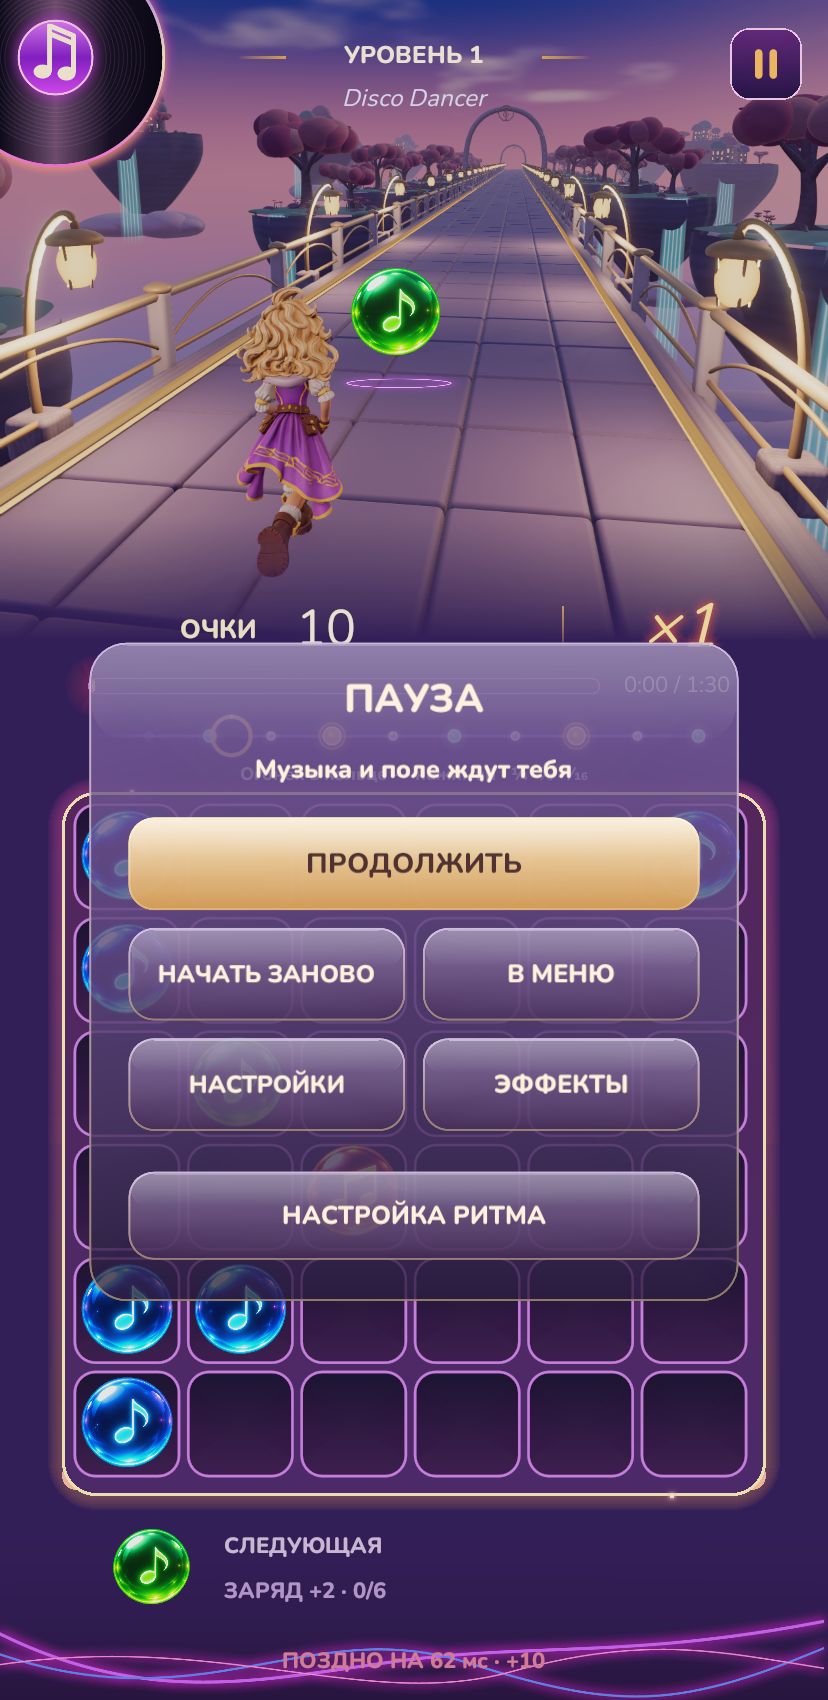 УРОВЕНЬ 1
Disco Dancer
ОЧКИ 10 ×1
0:00 / 1:30
ПАУЗА
Музыка и поле ждут тебя
ПРОДОЛЖИТЬ
НАЧАТЬ ЗАНОВО
В МЕНЮ
НАСТРОЙКИ
ЭФФЕКТЫ
НАСТРОЙКА РИТМА
СЛЕДУЮЩАЯ
ЗАРЯД +2 · 0/6
ПОЗДНО НА 62 мс · +10